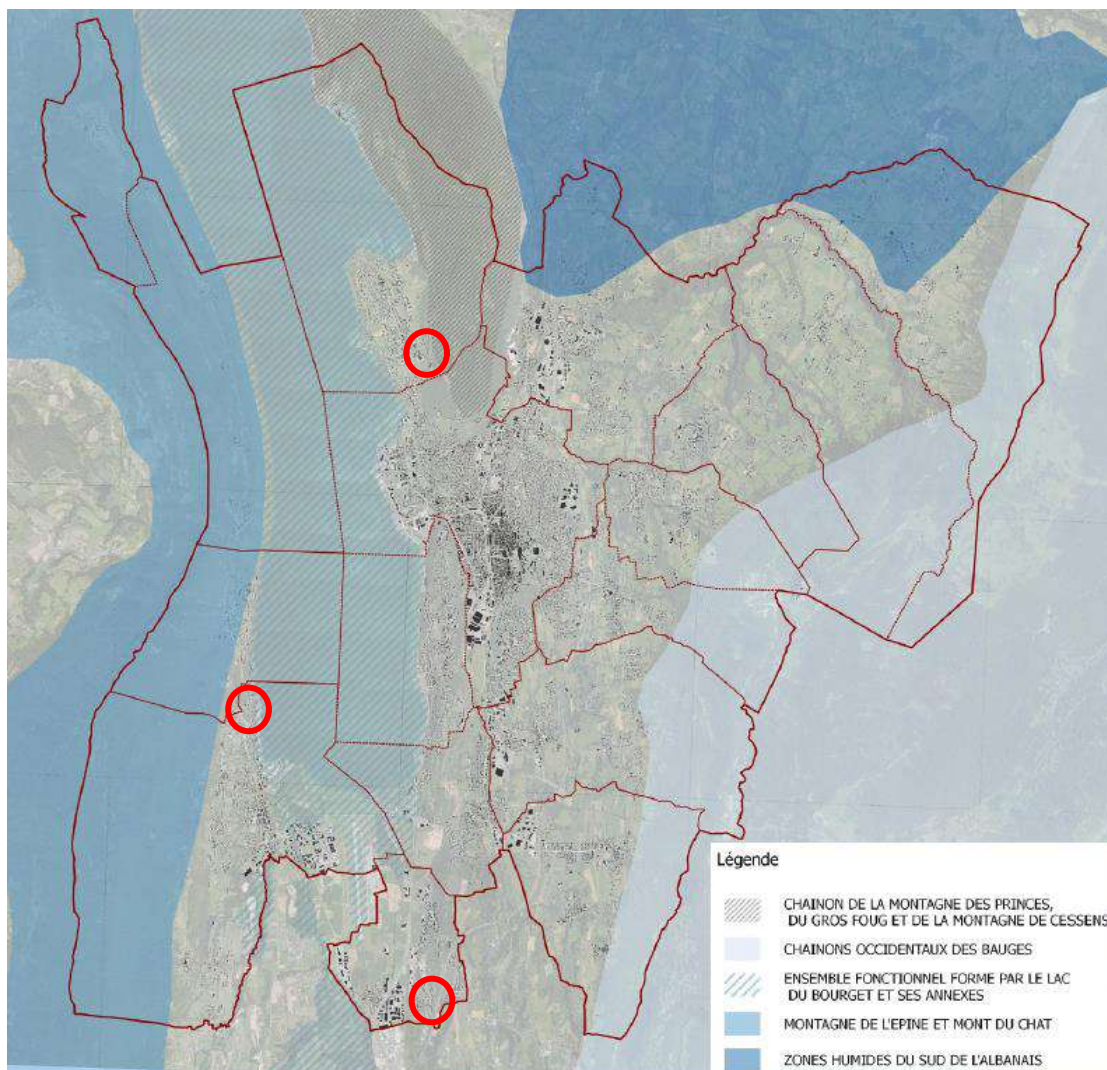 Légende
CHAINON DE LA MONTAGNE DES PRINCES,
DU GROS FOUG ET DE LA MONTAGNE DE CESSENS
CHAINONS OCCIDENTAUX DES BAUGES
ENSEMBLE FONCTIONNEL FORME PAR LE LAC
DU BOURGET ET SES ANNEXES
MONTAGNE DE L'EPINE ET MONT DU CHAT
ZONES HUMIDES DU SUD DE L'ALBANAIS